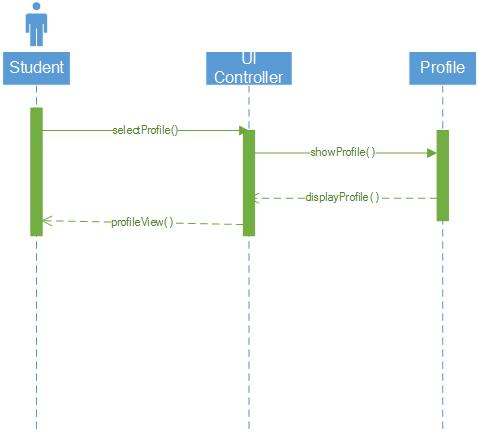 Student
UI
Controller
Profile
selectProfile()
showProfile()
displayProfile()
profileView()